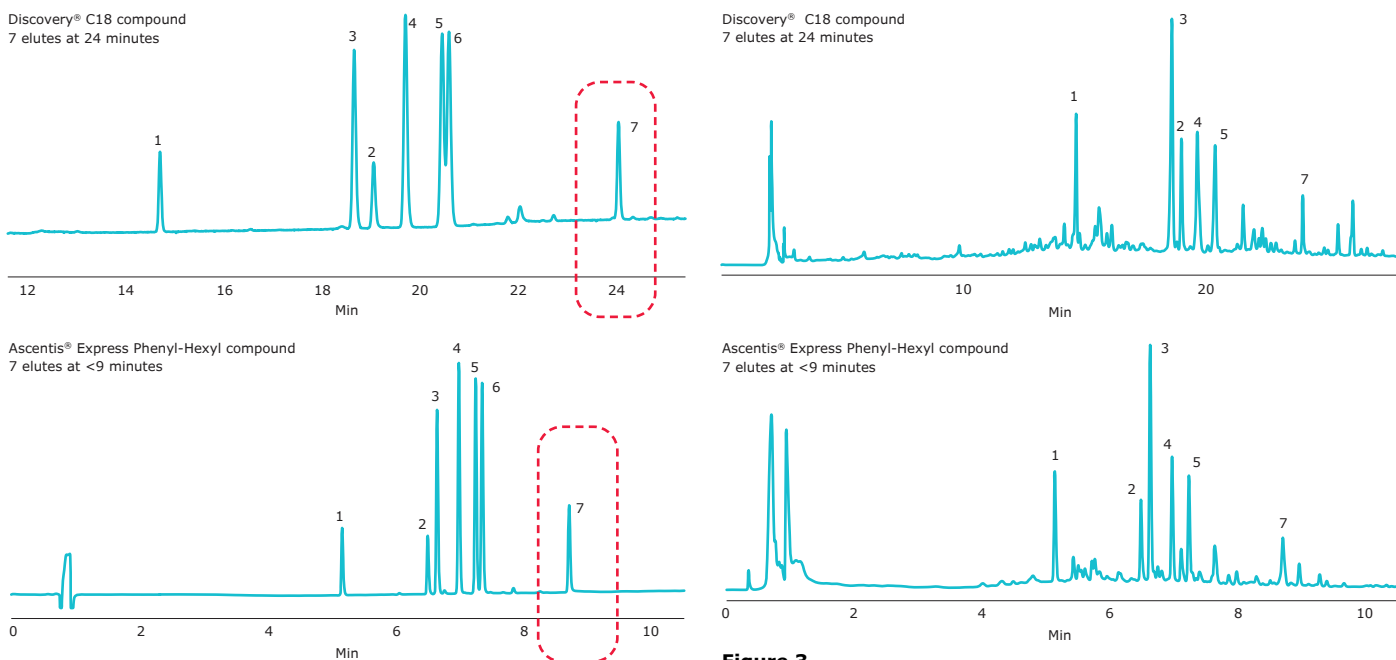 Discovery® C18 compound
7 elutes at 24 minutes
1
3
2
4
5
6
7
12 14 16 18 20 22 24
Min
Ascentis® Express Phenyl-Hexyl compound
7 elutes at <9 minutes
1
2
3
4
5
6
7
0 2 4 6 8 10
Min
Discovery® C18 compound
7 elutes at 24 minutes
1
3
2
4
5
7
10 20
Min
Ascentis® Express Phenyl-Hexyl compound
7 elutes at <9 minutes
1
2
3
4
5
7
0 2 4 6 8 10
Min
Figure 3